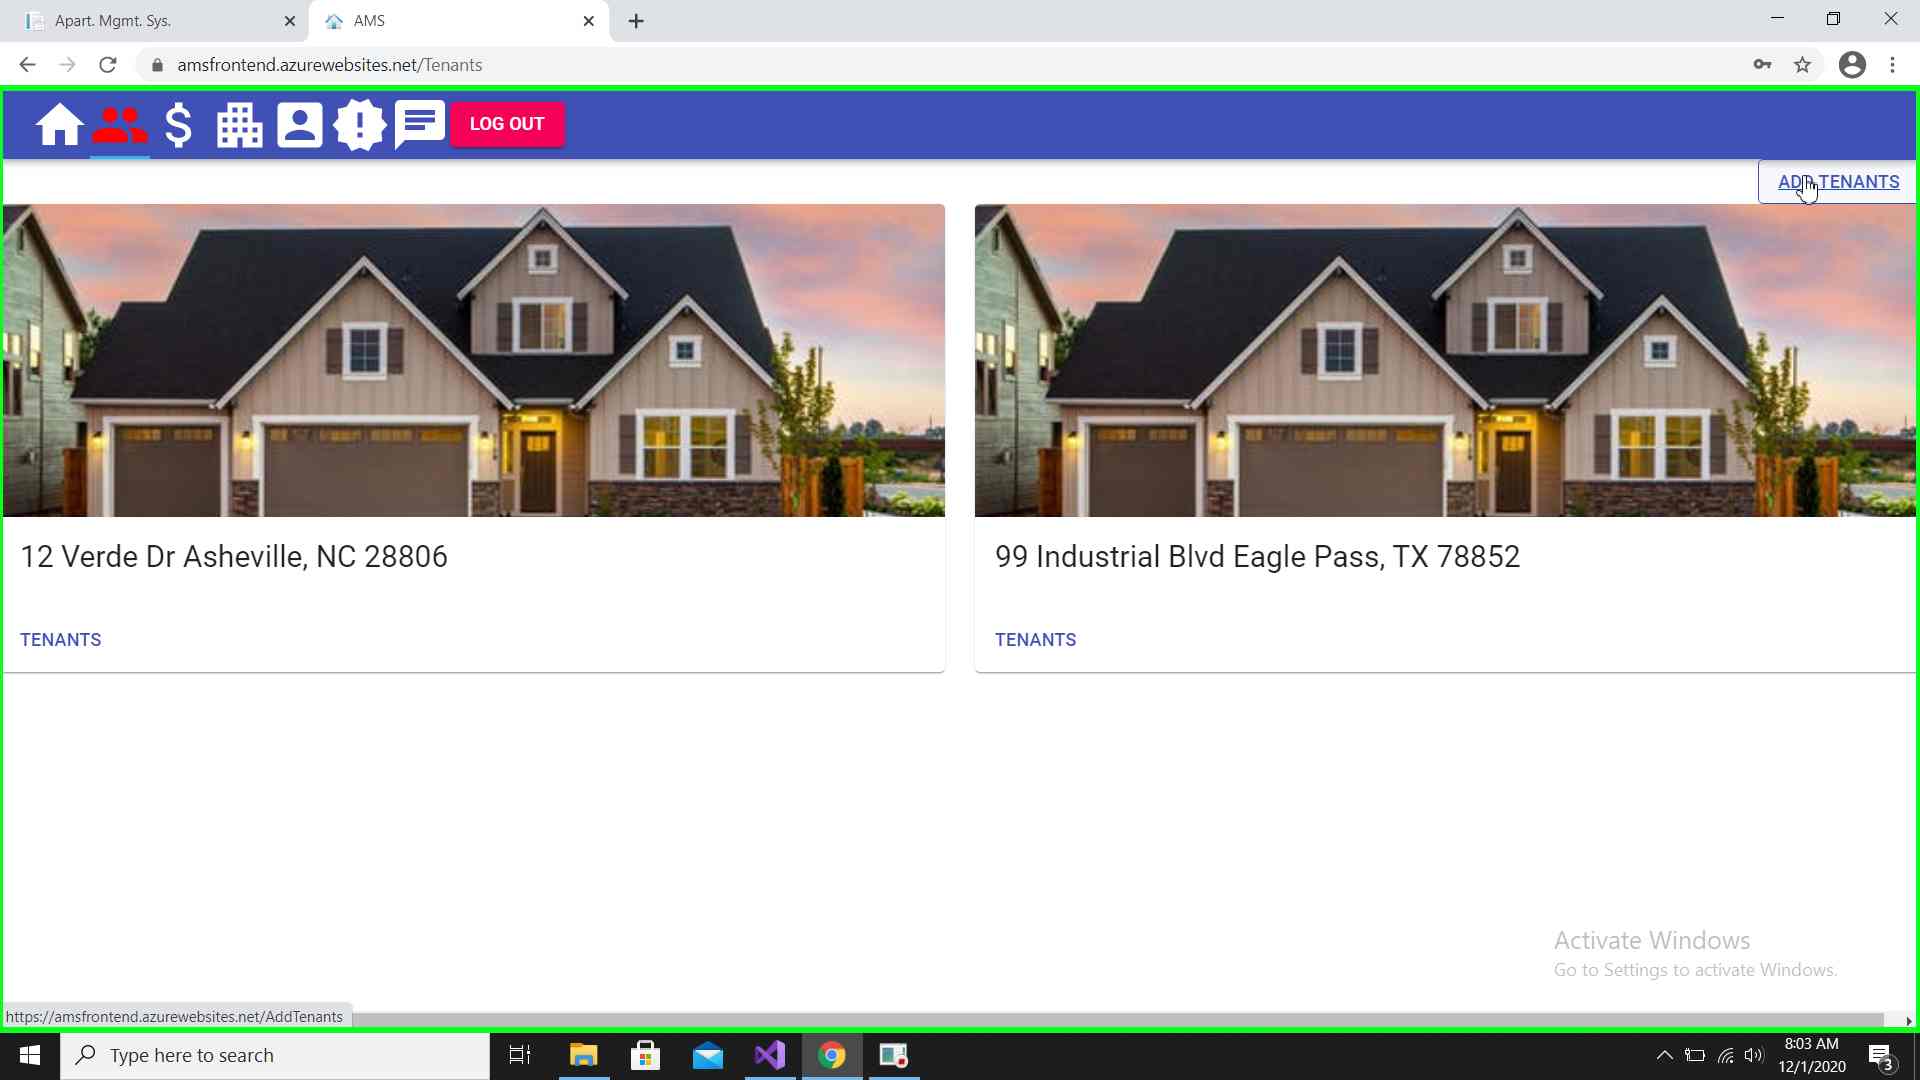 Apart. Mgmt. Sys.
AMS
amsfrontend.azurewebsites.net/Tenants
LOG OUT
ADD TENANTS
12 Verde Dr Asheville, NC 28806
99 Industrial Blvd Eagle Pass, TX 78852
TENANTS
TENANTS
Activate Windows
Go to Settings to activate Windows.
https://amsfrontend.azurewebsites.net/AddTenants
Type here to search
8:03 AM
12/1/2020
3